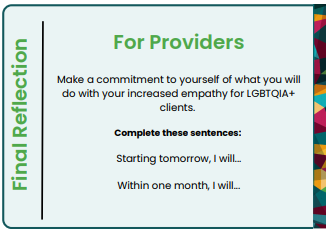 Final Reflection
For Providers
Make a commitment to yourself of what you will
do with your increased empathy for LGBTQIA+
clients.
Complete these sentences:
Starting tomorrow, I will...
Within one month, I will...